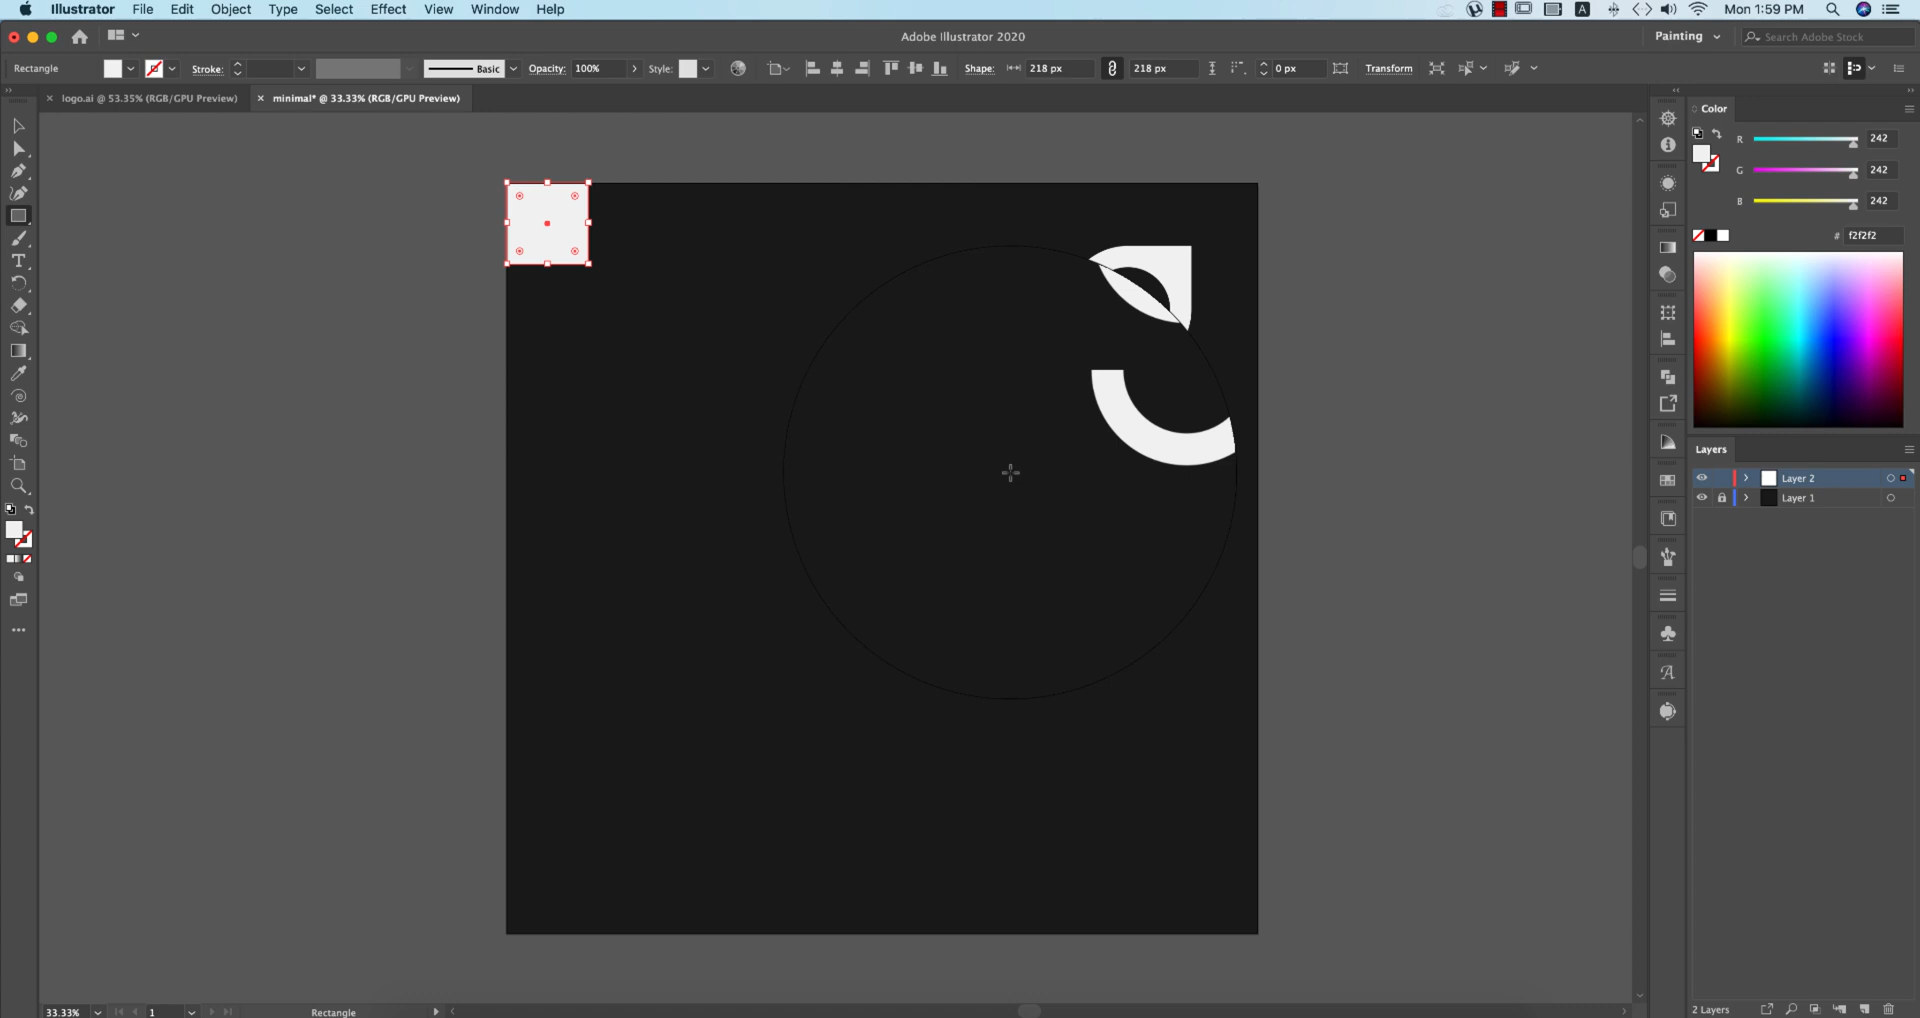 Illustrator File Edit Object Type Select Effect View Window Help A Mon 1:59 PM
Adobe Illustrator 2020 Painting Search Adobe Stock
Rectangle Stroke: Basic Opacity: 100% Style: Shape: 218 px 218 px 0 px Transform
logo.ai @ 53.35% (RGB/GPU Preview) minimal* @ 33.33% (RGB/GPU Preview)
Color
R 242
G 242
B 242
# f2f2f2
Layers
Layer 2
Layer 1
2 Layers
33.33% 1 Rectangle